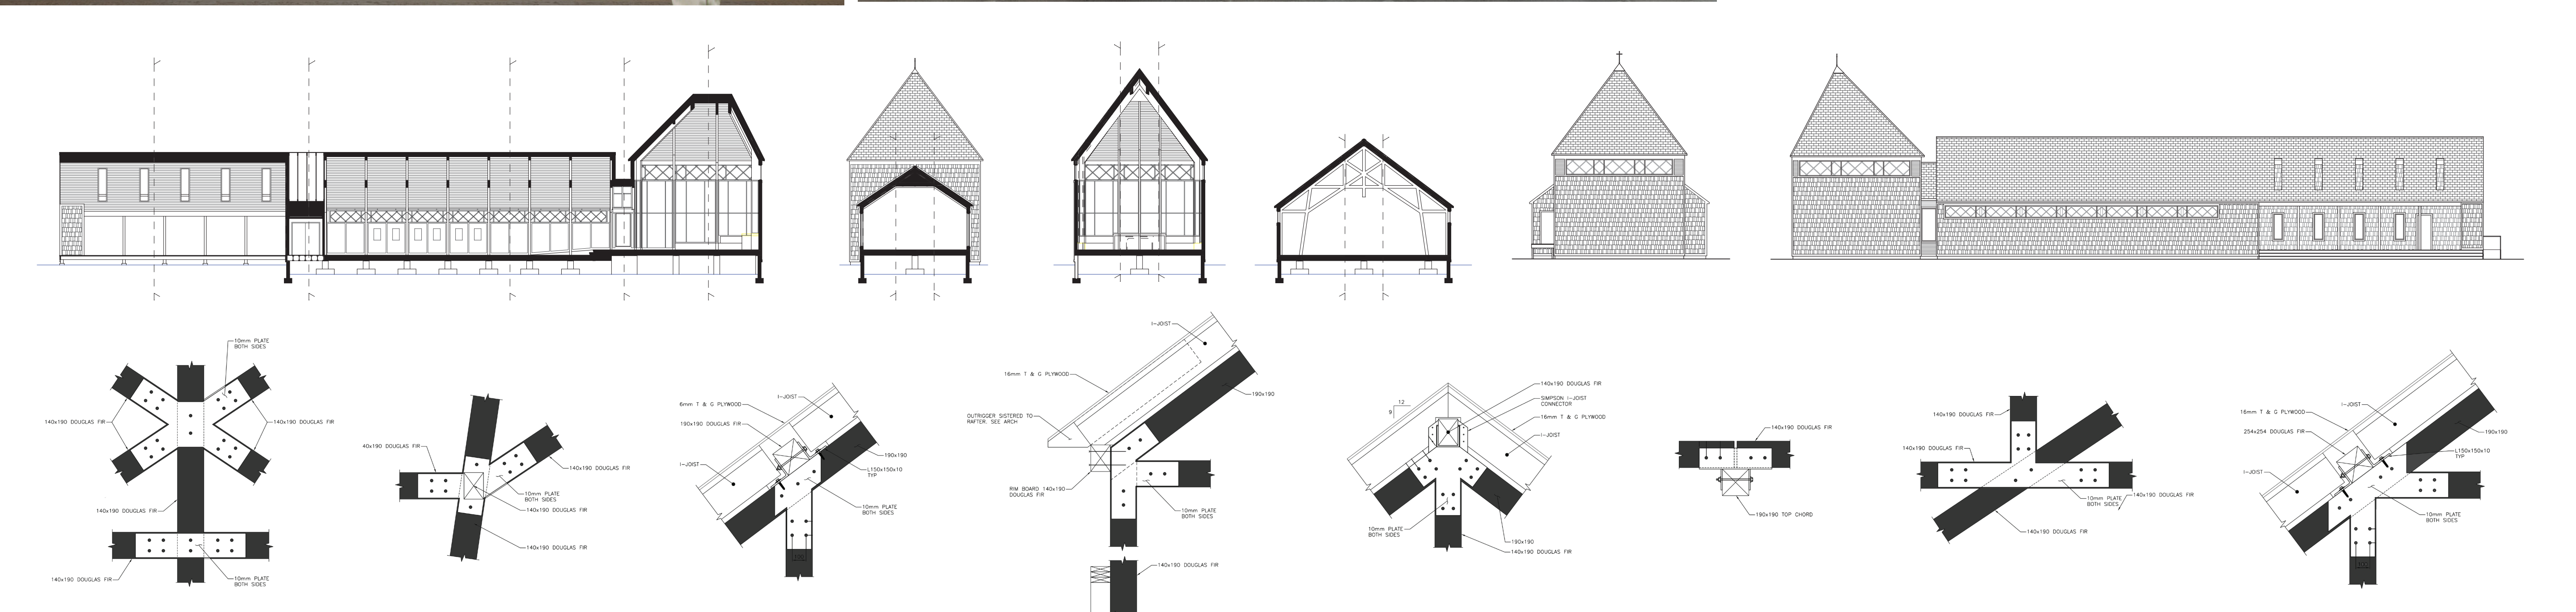 10mm PLATE
BOTH SIDES
140x190 DOUGLAS FIR
140x190 DOUGLAS FIR
140x190 DOUGLAS FIR
140x190 DOUGLAS FIR
10mm PLATE
BOTH SIDES
40x190 DOUGLAS FIR
140x190 DOUGLAS FIR
10mm PLATE
BOTH SIDES
140x190 DOUGLAS FIR
140x190 DOUGLAS FIR
I-JOIST
6mm T & G PLYWOOD
190x190 DOUGLAS FIR
I-JOIST
190x190
L150x150x10
TYP
10mm PLATE
BOTH SIDES
I-JOIST
16mm T & G PLYWOOD
190x190
OUTRIGGER SISTERED TO
RAFTER. SEE ARCH
RIM BOARD 140x190
DOUGLAS FIR
10mm PLATE
BOTH SIDES
140x190 DOUGLAS FIR
12
9
140x190 DOUGLAS FIR
SIMPSON I-JOIST
CONNECTOR
16mm T & G PLYWOOD
I-JOIST
10mm PLATE
BOTH SIDES
190x190
140x190 DOUGLAS FIR
140x190 DOUGLAS FIR
190x190 TOP CHORD
140x190 DOUGLAS FIR
140x190 DOUGLAS FIR
10mm PLATE
BOTH SIDES
140x190 DOUGLAS FIR
140x190 DOUGLAS FIR
I-JOIST
16mm T & G PLYWOOD
254x254 DOUGLAS FIR
190x190
L150x150x10
TYP
I-JOIST
10mm PLATE
BOTH SIDES